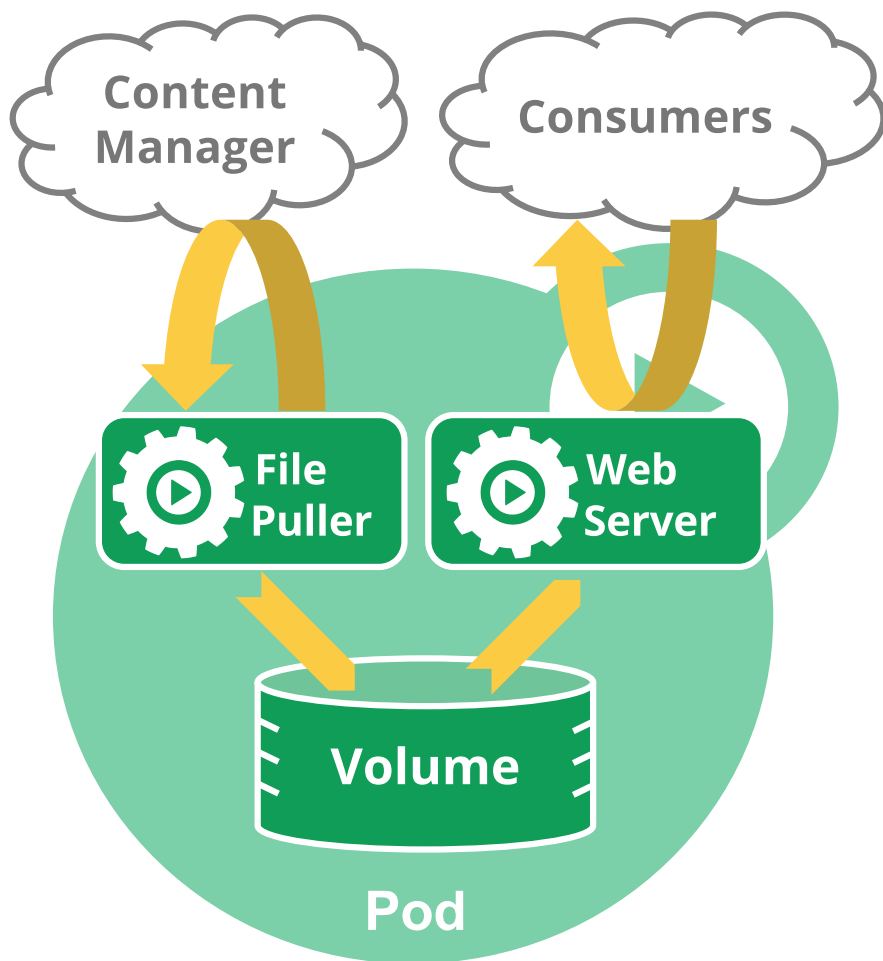 Content
Manager
Consumers
File
Puller
Web
Server
Volume
Pod